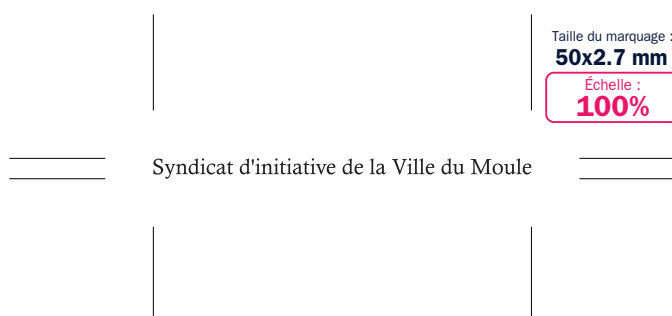 Taille du marquage :
50x2.7 mm
Échelle :
100%
Syndicat d'initiative de la Ville du Moule